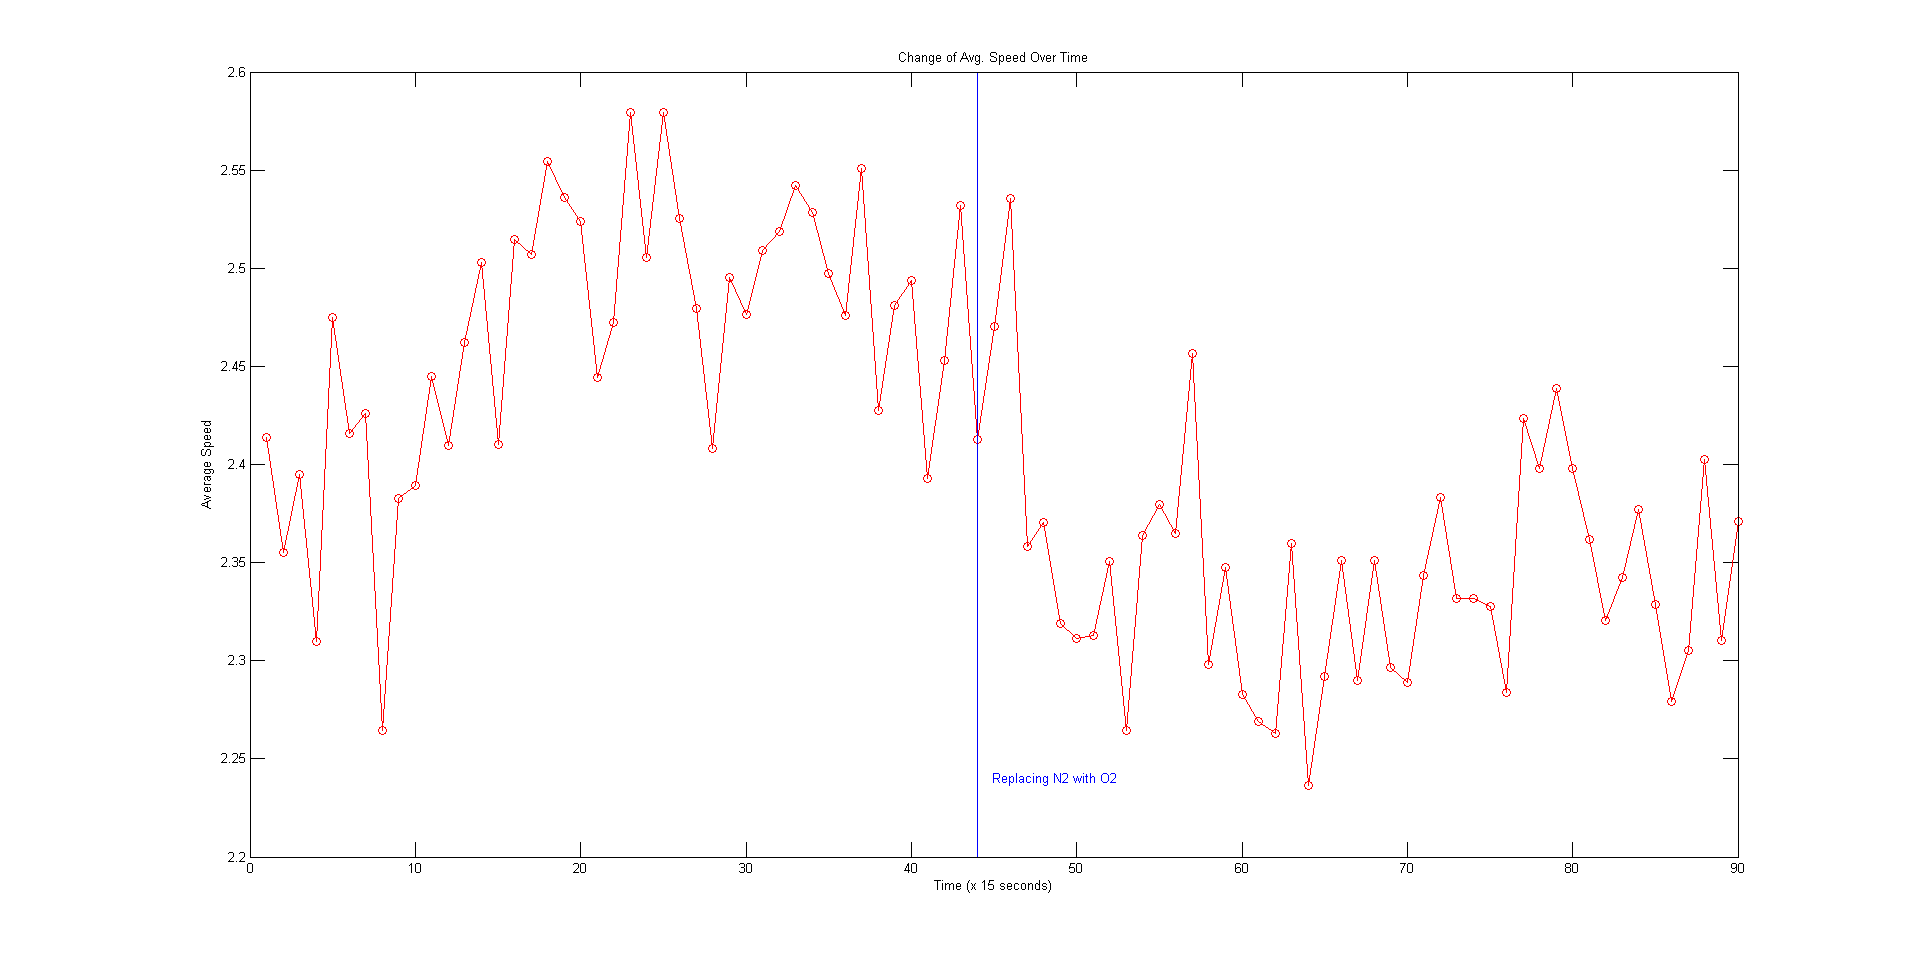 Change of Avg. Speed Over Time
2.6
2.55
2.5
2.45
2.4
2.35
2.3
2.25
2.2
Average Speed
Replacing N2 with O2
0 10 20 30 40 50 60 70 80 90
Time (x 15 seconds)